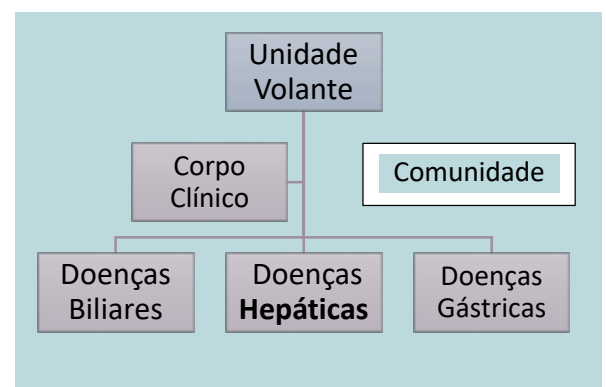 Unidade
Volante
Corpo
Clínico
Comunidade
Doenças
Biliares
Doenças
Hepáticas
Doenças
Gástricas